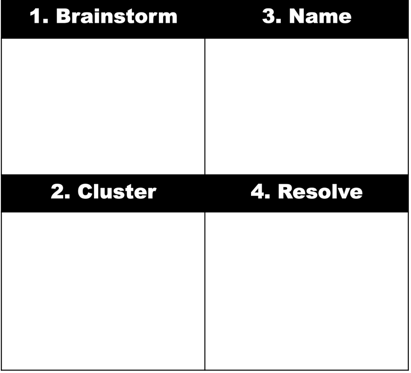 1. Brainstorm
3. Name
2. Cluster
4. Resolve